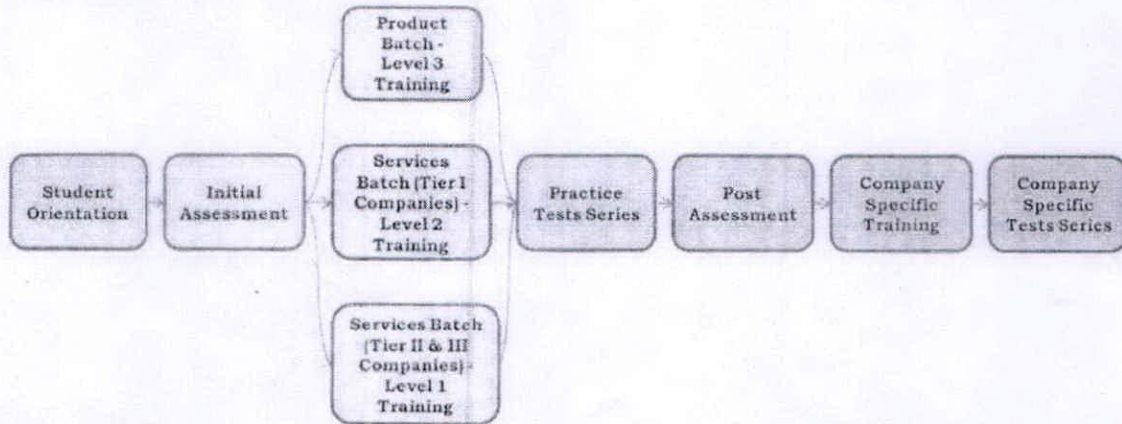 Student
Orientation
Initial
Assessment
Product
Batch -
Level 3
Training
Services
Batch (Tier I
Companies) -
Level 2
Training
Services Batch
(Tier II & III
Companies) -
Level 1
Training
Practice
Tests Series
Post
Assessment
Company
Specific
Training
Company
Specific
Tests Series